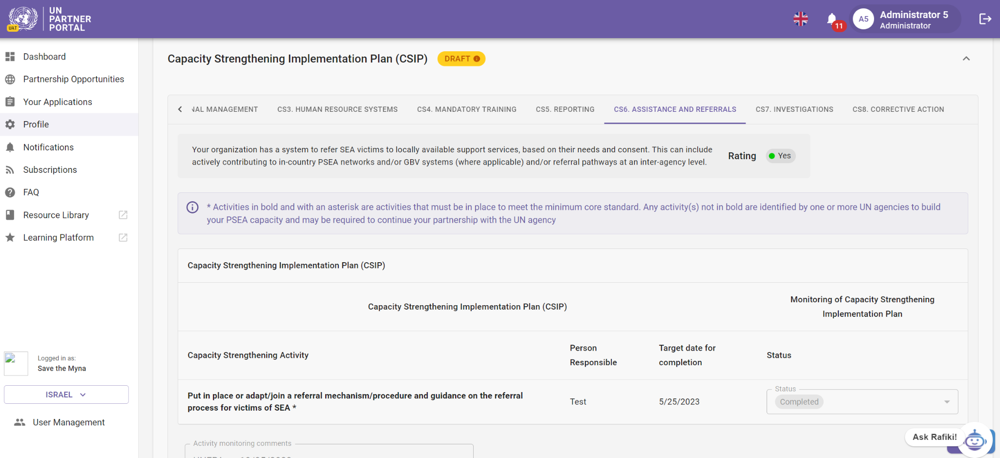 UN
PARTNER
PORTAL
UAT
11
A5
Administrator 5
Administrator
Dashboard
Partnership Opportunities
Your Applications
Profile
Notifications
Subscriptions
FAQ
Resource Library
Learning Platform
Logged in as:
Save the Myna
ISRAEL
User Management
Capacity Strengthening Implementation Plan (CSIP)
DRAFT
NAL MANAGEMENT
CS3. HUMAN RESOURCE SYSTEMS
CS4. MANDATORY TRAINING
CS5. REPORTING
CS6. ASSISTANCE AND REFERRALS
CS7. INVESTIGATIONS
CS8. CORRECTIVE ACTION
Your organization has a system to refer SEA victims to locally available support services, based on their needs and consent. This can include
actively contributing to in-country PSEA networks and/or GBV systems (where applicable) and/or referral pathways at an inter-agency level.
Rating
Yes
* Activities in bold and with an asterisk are activities that must be in place to meet the minimum core standard. Any activity(s) not in bold are identified by one or more UN agencies to build
your PSEA capacity and may be required to continue your partnership with the UN agency
Capacity Strengthening Implementation Plan (CSIP)
Capacity Strengthening Implementation Plan (CSIP)
Monitoring of Capacity Strengthening
Implementation Plan
Capacity Strengthening Activity
Person
Responsible
Target date for
completion
Status
Put in place or adapt/join a referral mechanism/procedure and guidance on the referral
process for victims of SEA *
Test
5/25/2023
Status
Completed
Activity monitoring comments
Ask Rafiki!